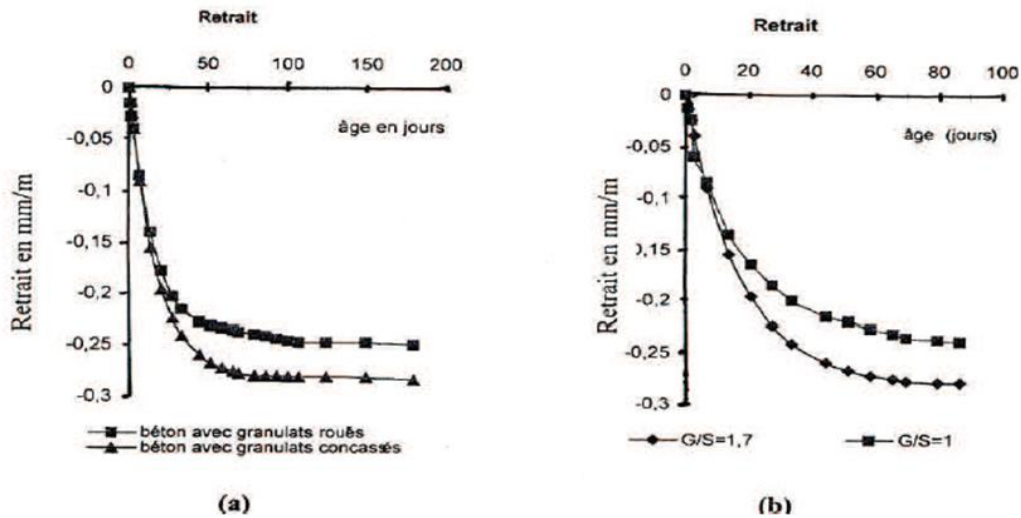 Retrait
0 50 100 150 200
0
âge en jours
-0,05
-0,1
-0,15
-0,2
-0,25
-0,3
Retrait en mm/m
béton avec granulats roués
béton avec granulats concassés
(a)
Retrait
0 20 40 60 80 100
0
âge (jours)
-0,05
-0,1
-0,15
-0,2
-0,25
-0,3
Retrait en mm/m
G/S=1,7 G/S=1
(b)